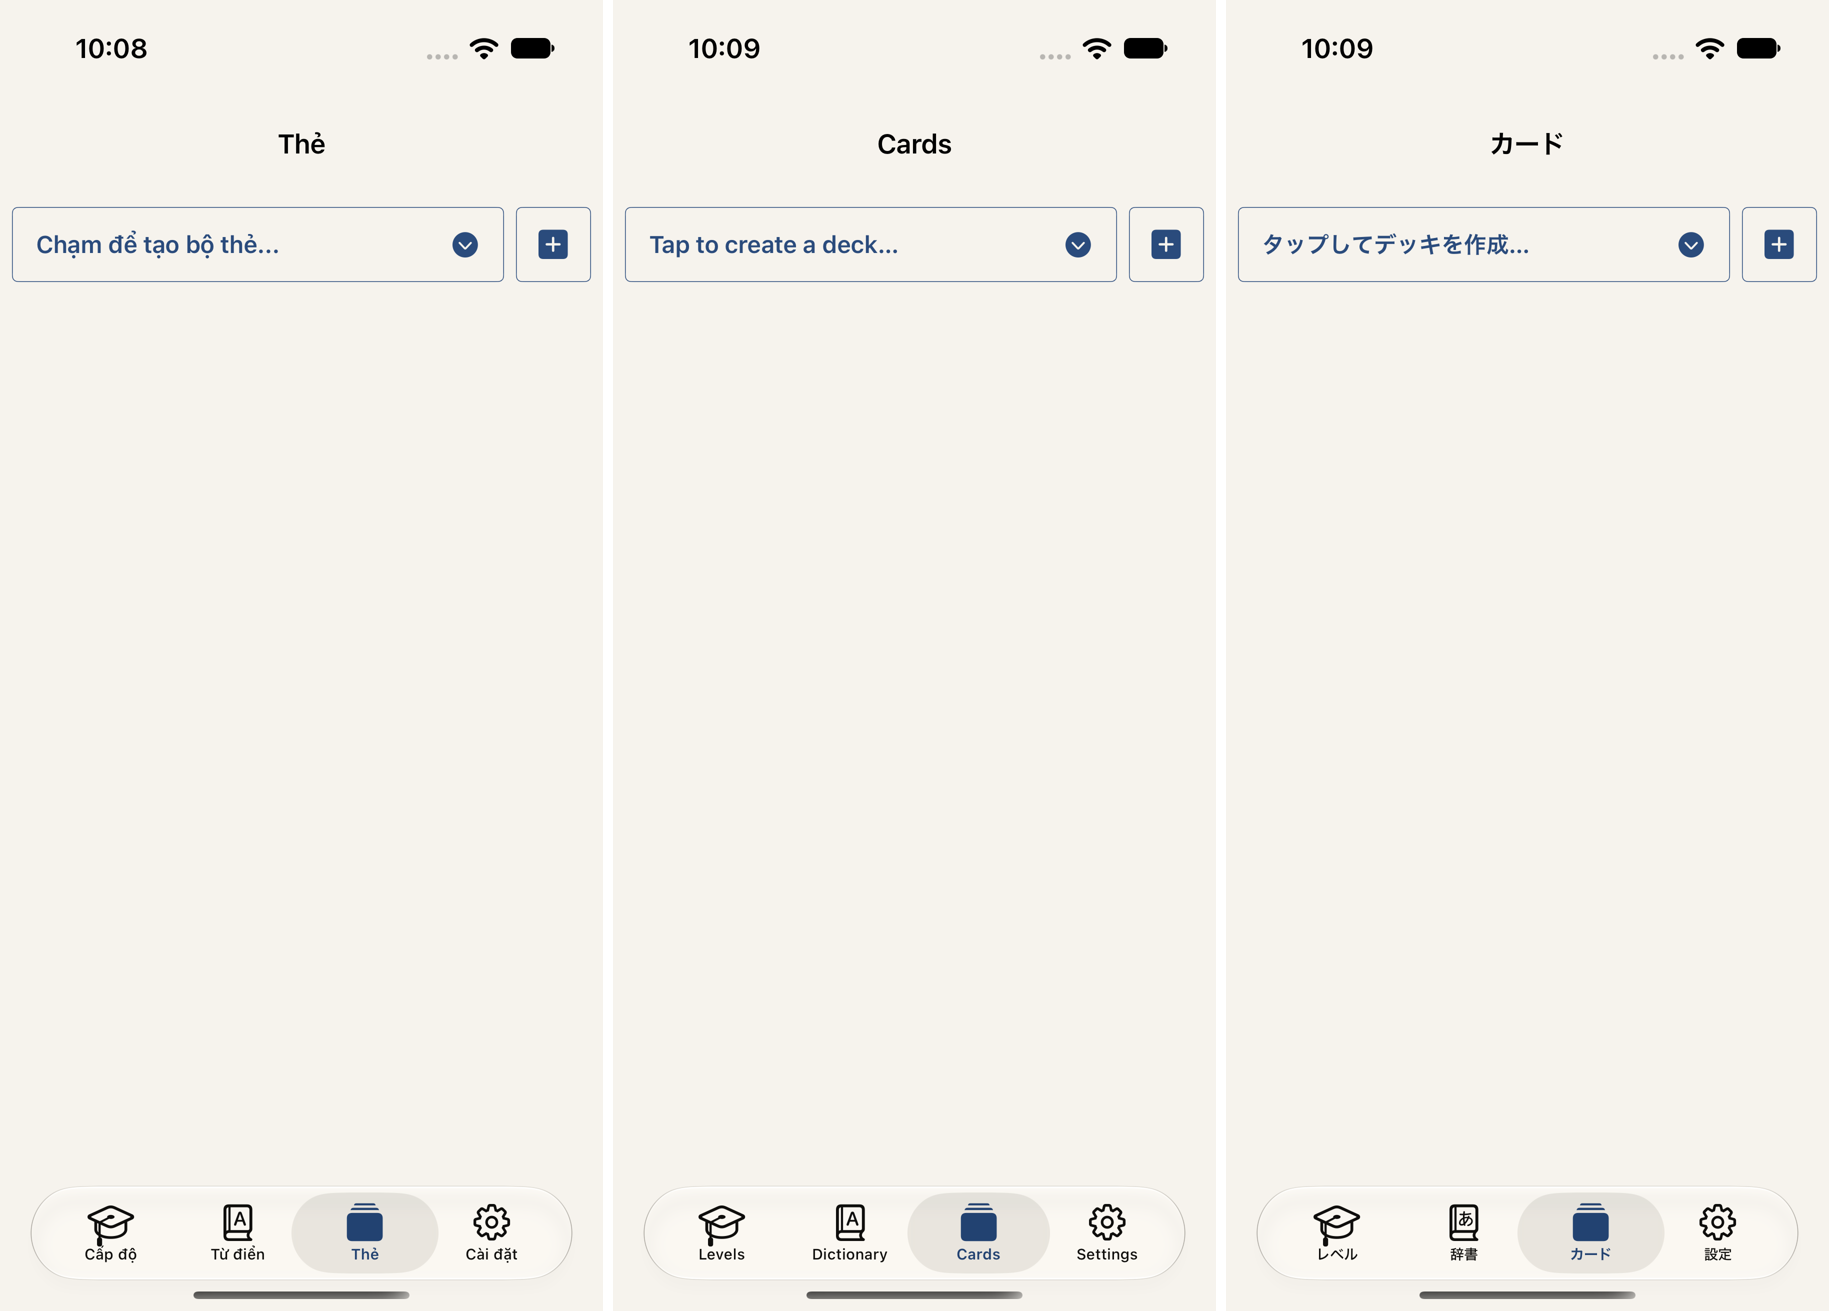 10:08
Thẻ
Chạm để tạo bộ thẻ...
Cấp độ
Từ điển
Thẻ
Cài đặt
10:09
Cards
Tap to create a deck...
Levels
Dictionary
Cards
Settings
10:09
カード
タップしてデッキを作成...
レベル
辞書
カード
設定